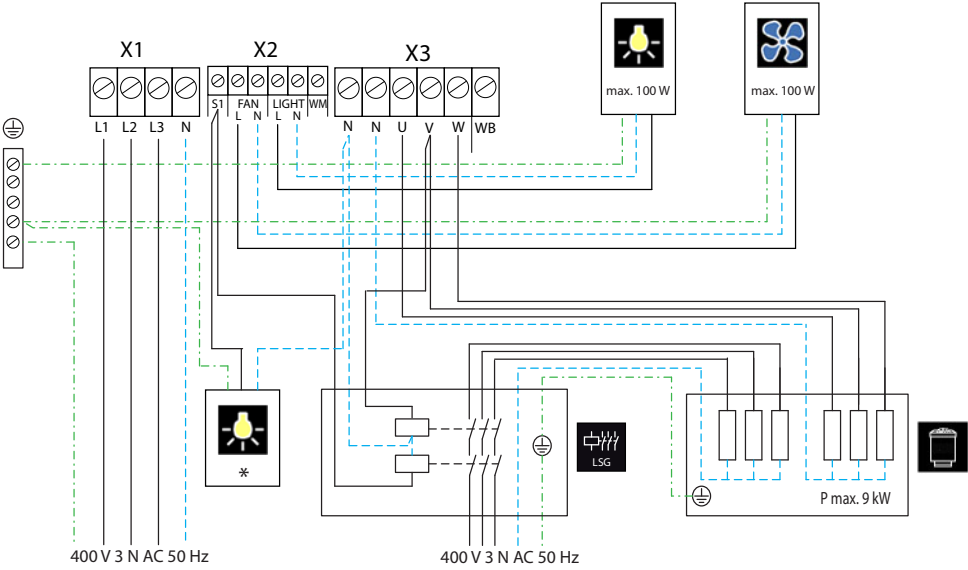 X1 X2 X3
max. 100 W max. 100 W
S1 FAN LIGHT WM
L N L N
L1 L2 L3 N N N U V W WB
LSG
*
P max. 9 kW
400 V 3 N AC 50 Hz 400 V 3 N AC 50 Hz